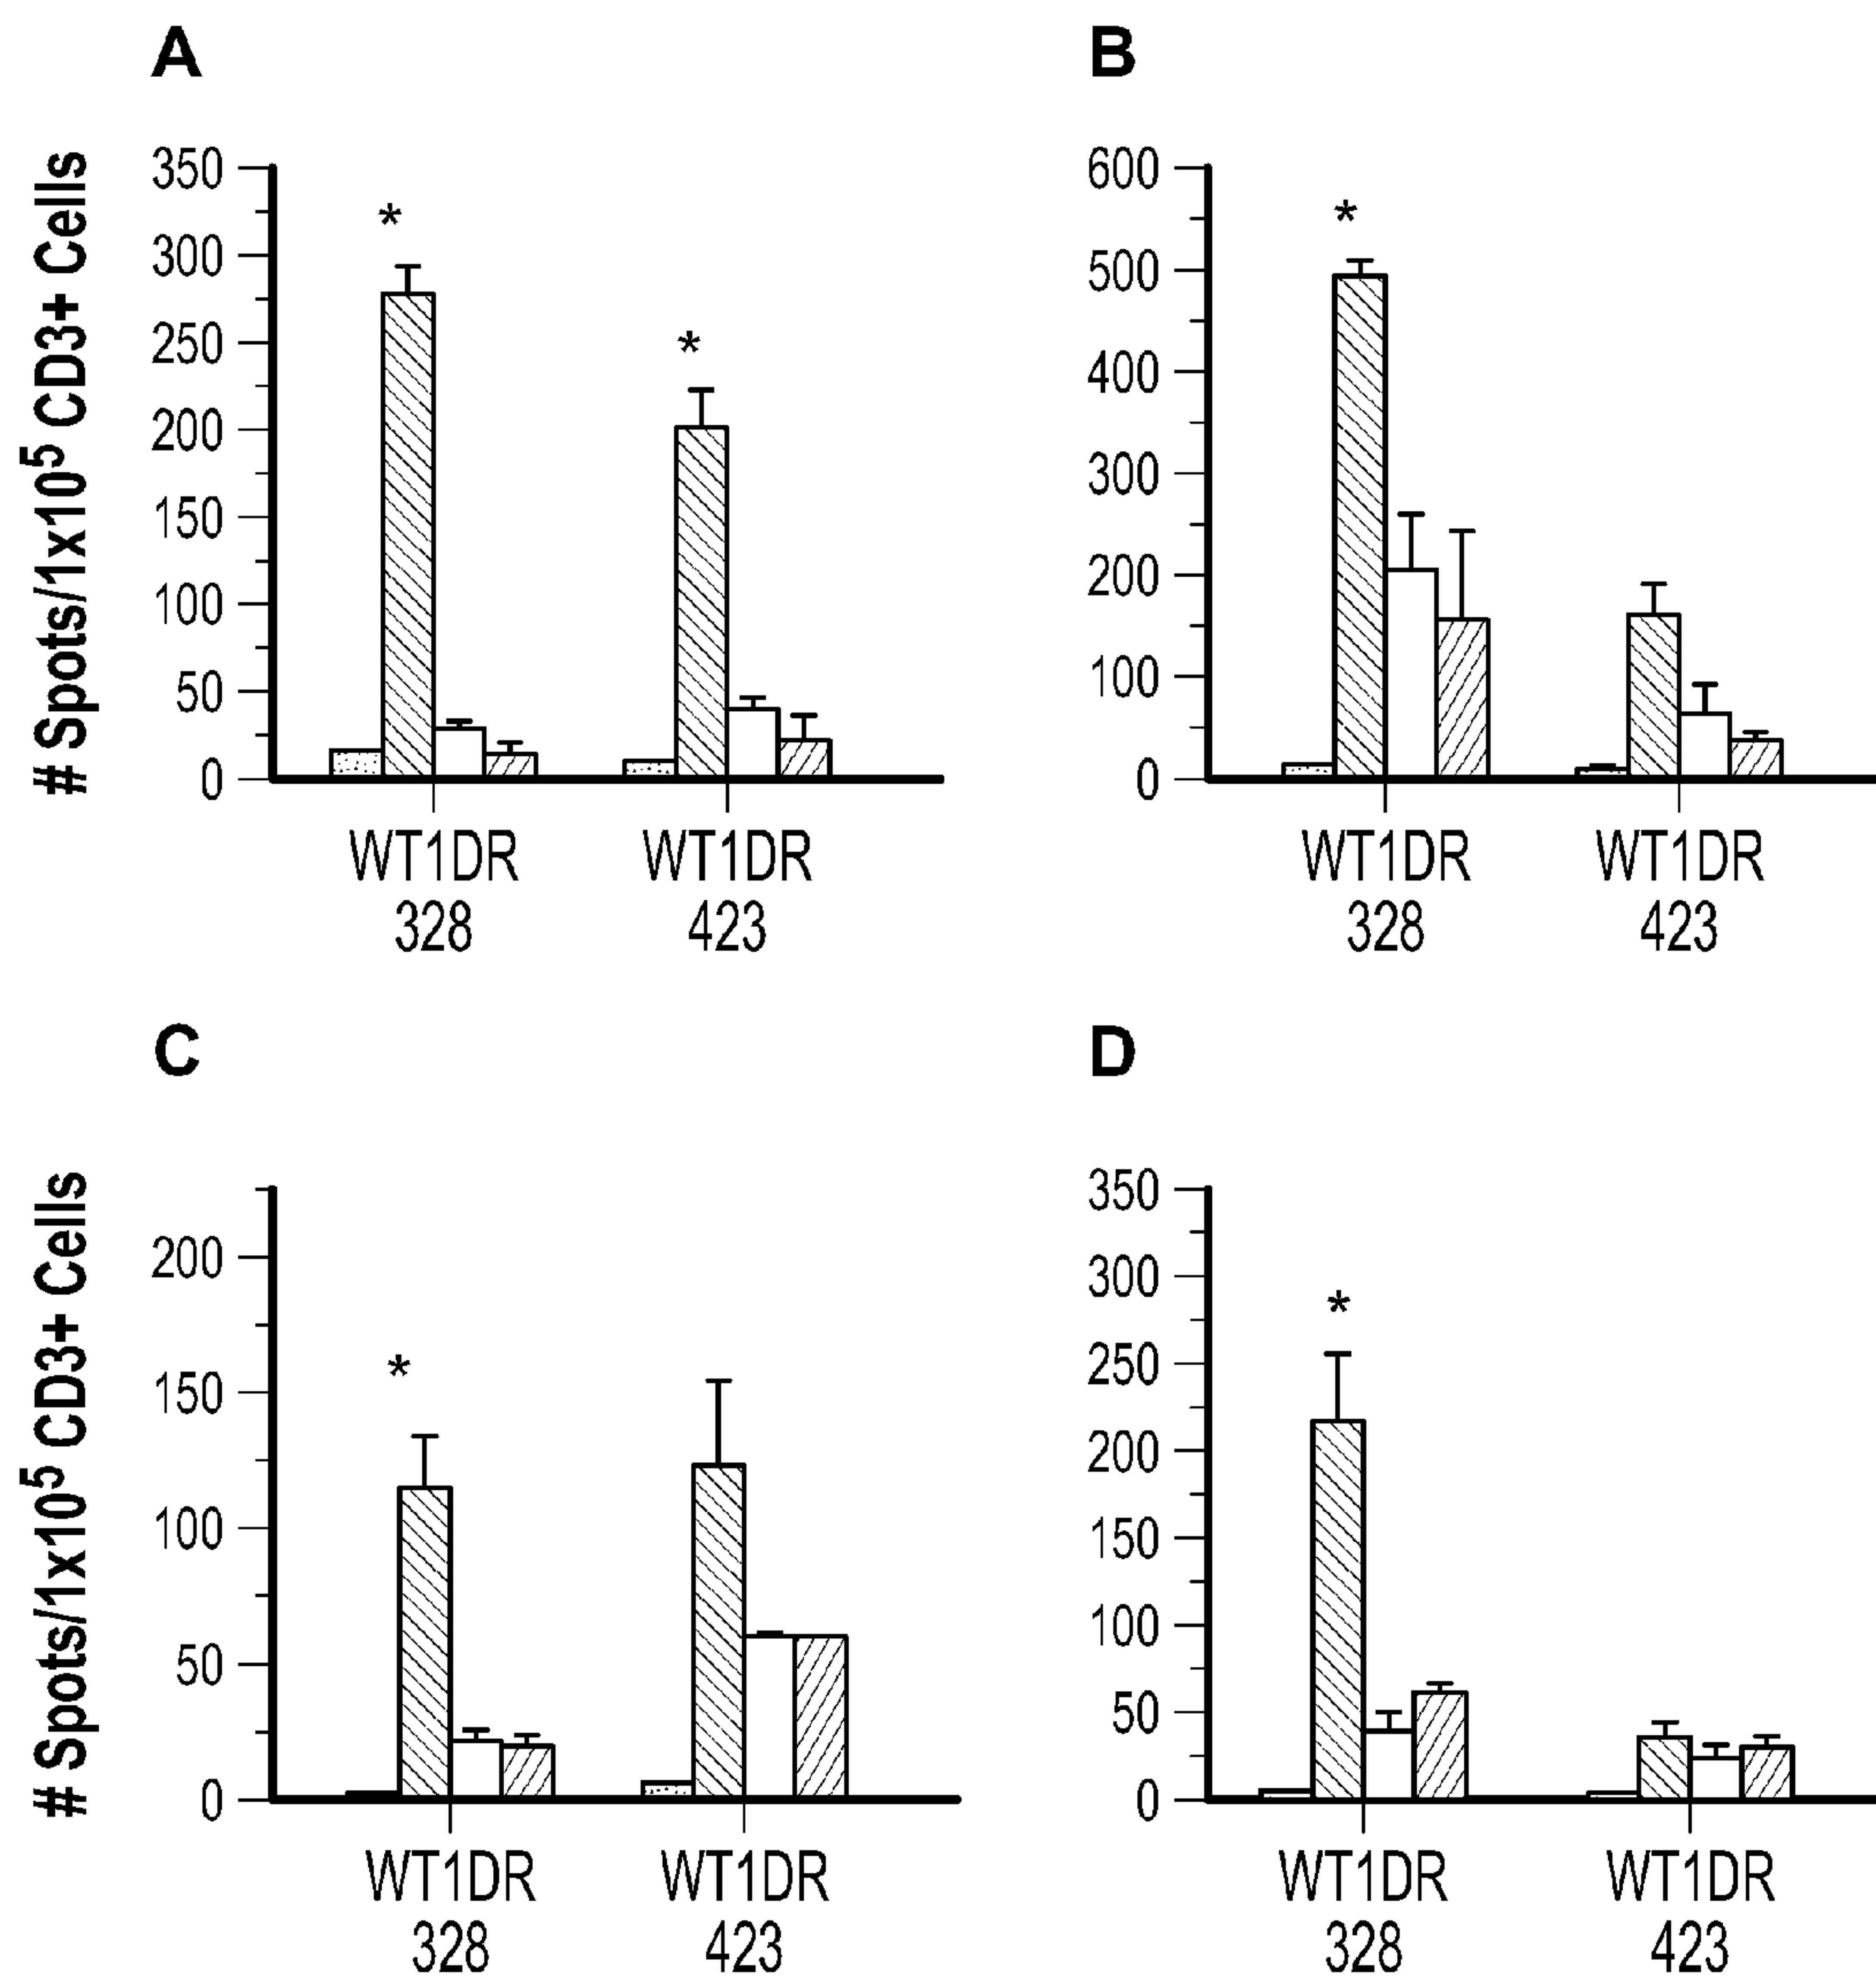 A
# Spots/1x10⁵ CD3+ Cells
350
300
250
200
150
100
50
0
*
*
WT1DR
328
WT1DR
423
B
600
500
400
300
200
100
0
*
WT1DR
328
WT1DR
423
C
# Spots/1x10⁵ CD3+ Cells
200
150
100
50
0
*
WT1DR
328
WT1DR
423
D
350
300
250
200
150
100
50
0
*
WT1DR
328
WT1DR
423